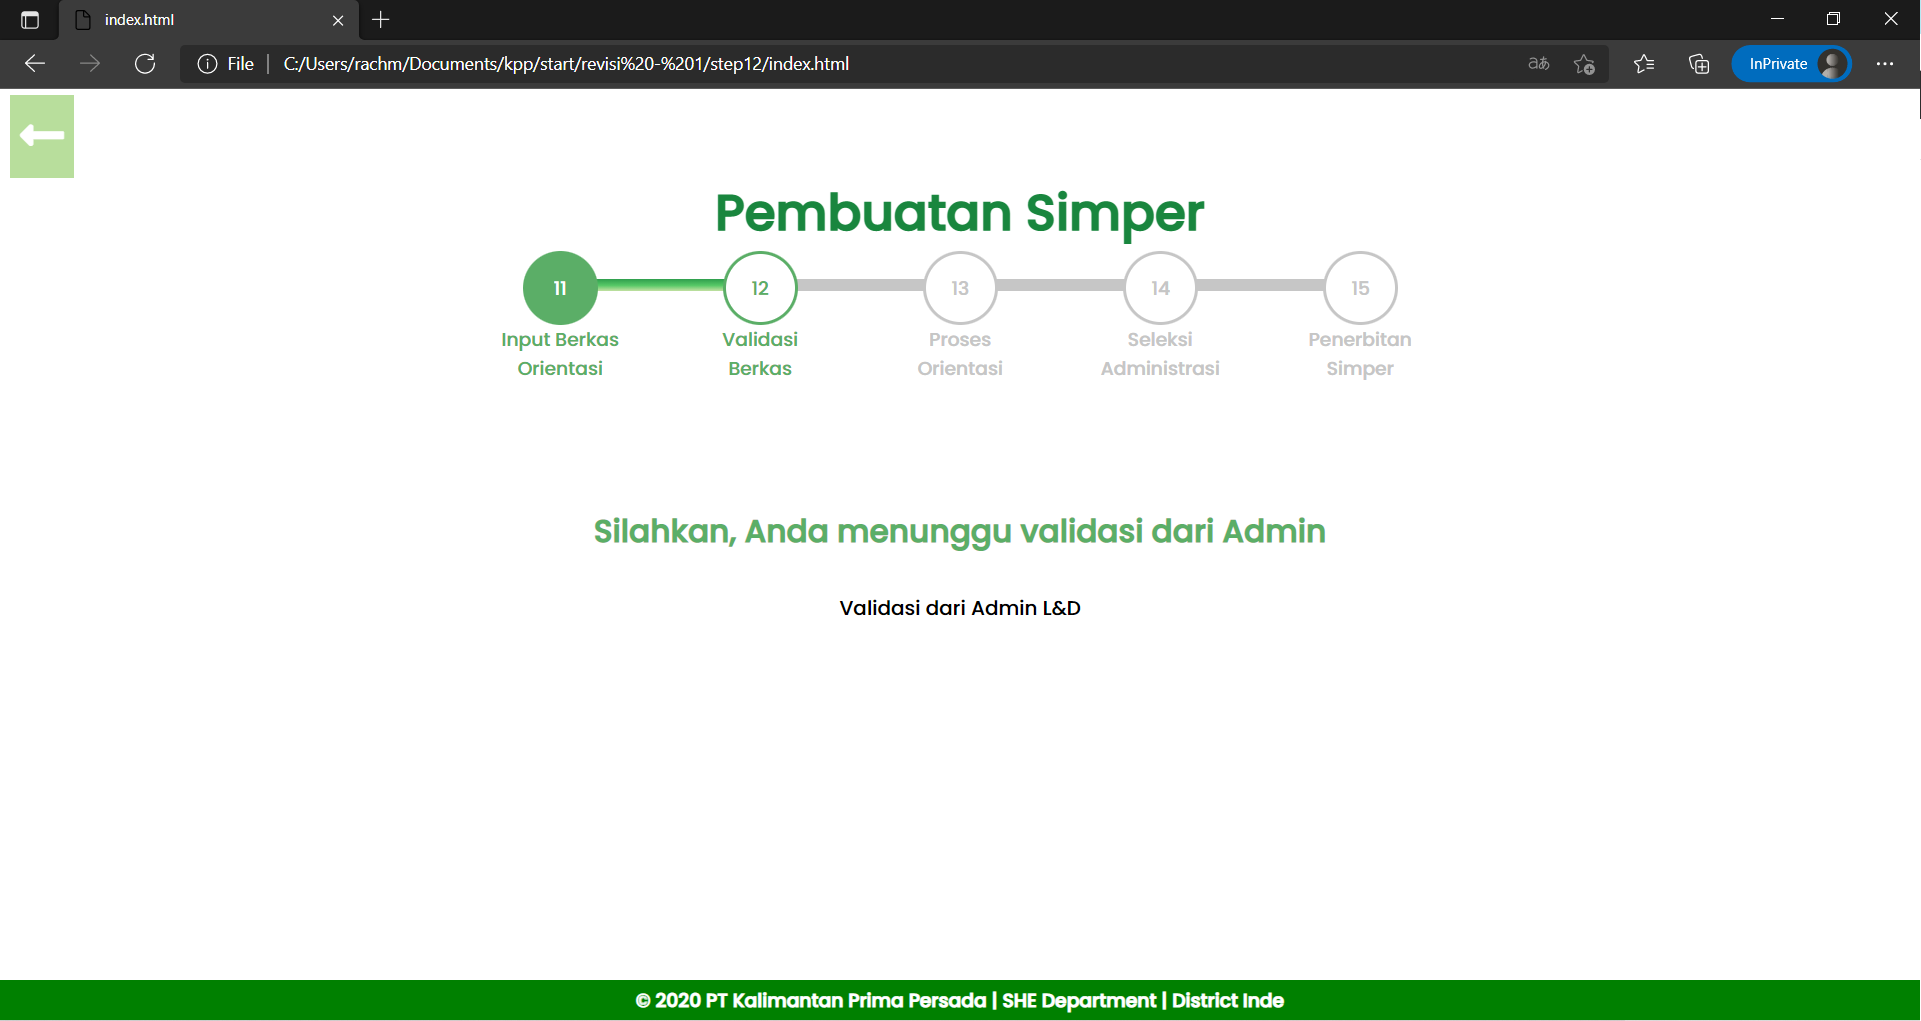 index.html
File
C:/Users/rachm/Documents/kpp/start/revisi%20-%201/step12/index.html
aあ
InPrivate
Pembuatan Simper
11
12
13
14
15
Input Berkas
Orientasi
Validasi
Berkas
Proses
Orientasi
Seleksi
Administrasi
Penerbitan
Simper
Silahkan, Anda menunggu validasi dari Admin
Validasi dari Admin L&D
© 2020 PT Kalimantan Prima Persada | SHE Department | District Inde